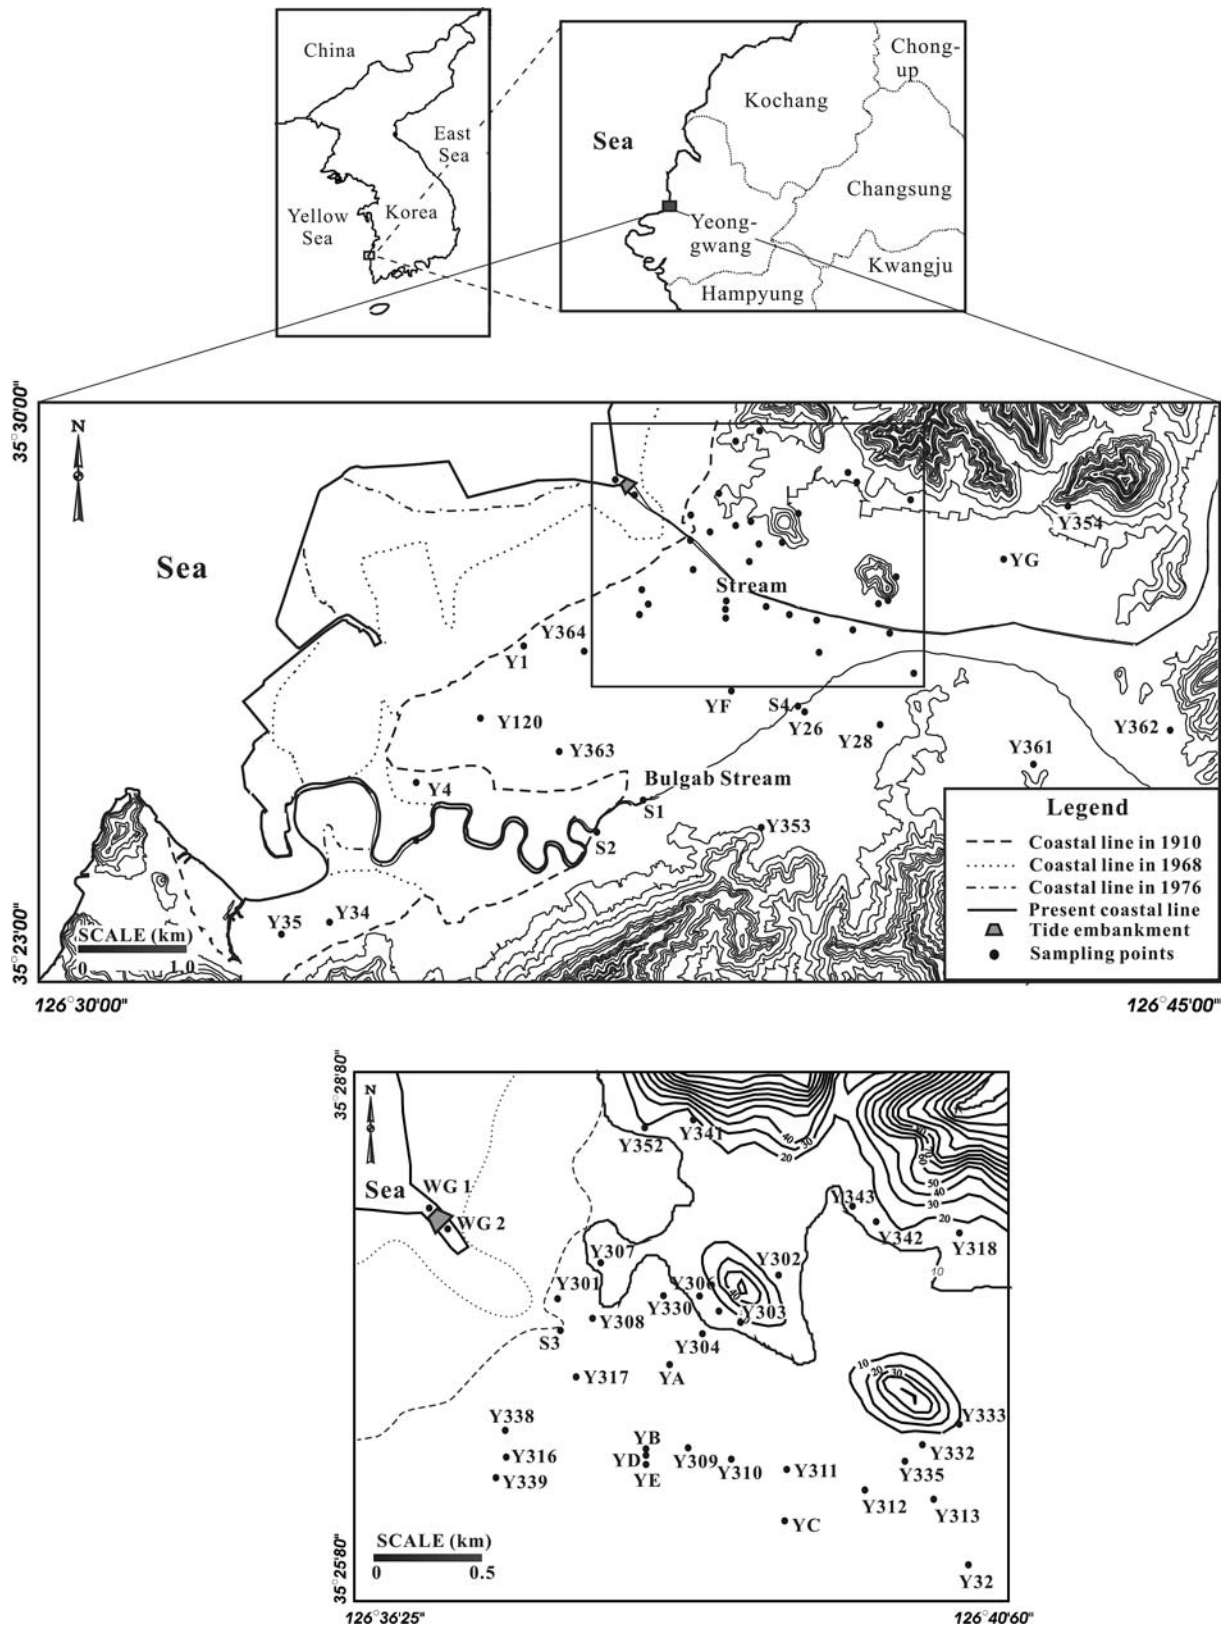 China
East
Sea
Yellow
Sea
Korea
Chong-
up
Kochang
Sea
Changsung
Yeong-
gwang
Kwangju
Hampyung
35°30'00"
N
Sea
Y354
YG
Stream
Y364
Y1
YF
S4
Y26
Y120
Y28
Y362
Y363
Y361
Bulgab Stream
Y4
S1
Y353
S2
Y34
Y35
SCALE (km)
0 1.0
35°23'00"
Legend
Coastal line in 1910
Coastal line in 1968
Coastal line in 1976
Present coastal line
Tide embankment
Sampling points
126°30'00"
126°45'00"
35°28'80"
N
Y352
Y341
40 30
20
60
50
40
30
20
Sea
WG 1
WG 2
Y343
Y342
Y318
10
Y307
Y302
Y301
Y306
40
Y330
Y303
Y308
S3
Y304
YA
Y317
10
20
30
Y333
Y338
YB
Y332
Y316
YD
Y309
Y310
Y311
Y335
YE
Y339
Y312
Y313
YC
SCALE (km)
0 0.5
Y32
35°25'80"
126°36'25"
126°40'60"